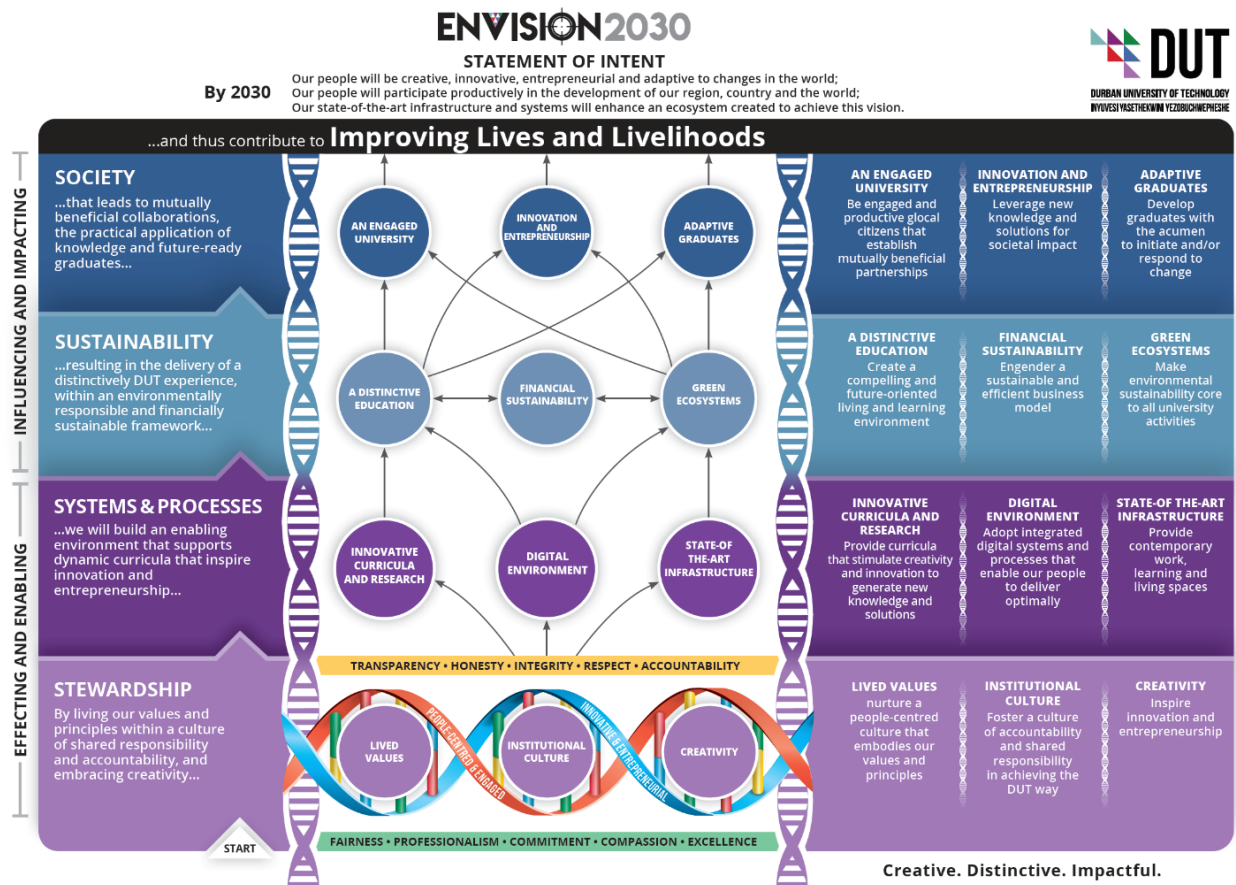 ENVISION2030
STATEMENT OF INTENT
By 2030
Our people will be creative, innovative, entrepreneurial and adaptive to changes in the world;
Our people will participate productively in the development of our region, country and the world;
Our state-of-the-art infrastructure and systems will enhance an ecosystem created to achieve this vision.
DUT
DURBAN UNIVERSITY OF TECHNOLOGY
INYUVESI YASETHEKWINI YEZOBUCHWEPHESHE
...and thus contribute to Improving Lives and Livelihoods
INFLUENCING AND IMPACTING
SOCIETY
...that leads to mutually
beneficial collaborations,
the practical application of
knowledge and future-ready
graduates...
AN ENGAGED
UNIVERSITY
INNOVATION
AND
ENTREPRENEURSHIP
ADAPTIVE
GRADUATES
AN ENGAGED
UNIVERSITY
Be engaged and
productive glocal
citizens that
establish
mutually beneficial
partnerships
INNOVATION AND
ENTREPRENEURSHIP
Leverage new
knowledge and
solutions for
societal impact
ADAPTIVE
GRADUATES
Develop
graduates with
the acumen
to initiate and/or
respond to
change
SUSTAINABILITY
...resulting in the delivery of a
distinctively DUT experience,
within an environmentally
responsible and financially
sustainable framework...
A DISTINCTIVE
EDUCATION
FINANCIAL
SUSTAINABILITY
GREEN
ECOSYSTEMS
A DISTINCTIVE
EDUCATION
Create a
compelling and
future-oriented
living and learning
environment
FINANCIAL
SUSTAINABILITY
Engender a
sustainable and
efficient business
model
GREEN
ECOSYSTEMS
Make
environmental
sustainability core
to all university
activities
EFFECTING AND ENABLING
SYSTEMS & PROCESSES
...we will build an enabling
environment that supports
dynamic curricula that inspire
innovation and
entrepreneurship...
INNOVATIVE
CURRICULA
AND RESEARCH
DIGITAL
ENVIRONMENT
STATE-OF
THE-ART
INFRASTRUCTURE
INNOVATIVE
CURRICULA AND
RESEARCH
Provide curricula
that stimulate creativity
and innovation to
generate new
knowledge and
solutions
DIGITAL
ENVIRONMENT
Adopt integrated
digital systems and
processes that
enable our people
to deliver
optimally
STATE-OF THE-ART
INFRASTRUCTURE
Provide
contemporary
work,
learning and
living spaces
TRANSPARENCY • HONESTY • INTEGRITY • RESPECT • ACCOUNTABILITY
STEWARDSHIP
By living our values and
principles within a culture
of shared responsibility
and accountability, and
embracing creativity...
LIVED
VALUES
PEOPLE-CENTRED & ENGAGED
INSTITUTIONAL
CULTURE
INNOVATIVE & ENTREPRENEURIAL
CREATIVITY
LIVED VALUES
nurture a
people-centred
culture that
embodies our
values and
principles
INSTITUTIONAL
CULTURE
Foster a culture
of accountability
and shared
responsibility
in achieving the
DUT way
CREATIVITY
Inspire
innovation and
entrepreneurship
FAIRNESS • PROFESSIONALISM • COMMITMENT • COMPASSION • EXCELLENCE
START
Creative. Distinctive. Impactful.